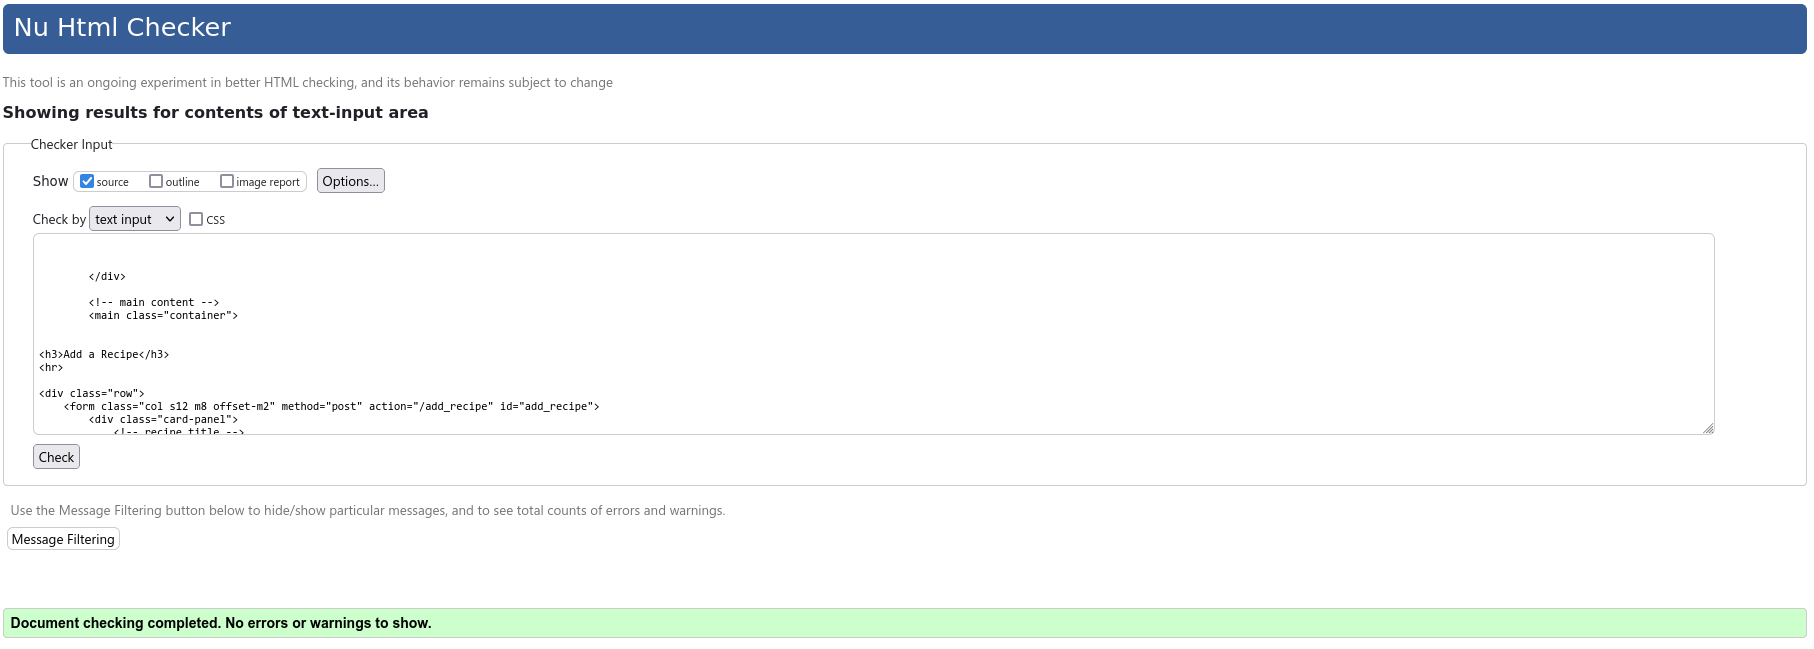 Nu Html Checker
This tool is an ongoing experiment in better HTML checking, and its behavior remains subject to change
Showing results for contents of text-input area
Checker Input
Show source outline image report Options...
Check by text input CSS
</div>
<!-- main content -->
<main class="container">
<h3>Add a Recipe</h3>
<hr>
<div class="row">
<form class="col s12 m8 offset-m2" method="post" action="/add_recipe" id="add_recipe">
<div class="card-panel">
<!-- recipe title -->
Check
Use the Message Filtering button below to hide/show particular messages, and to see total counts of errors and warnings.
Message Filtering
Document checking completed. No errors or warnings to show.